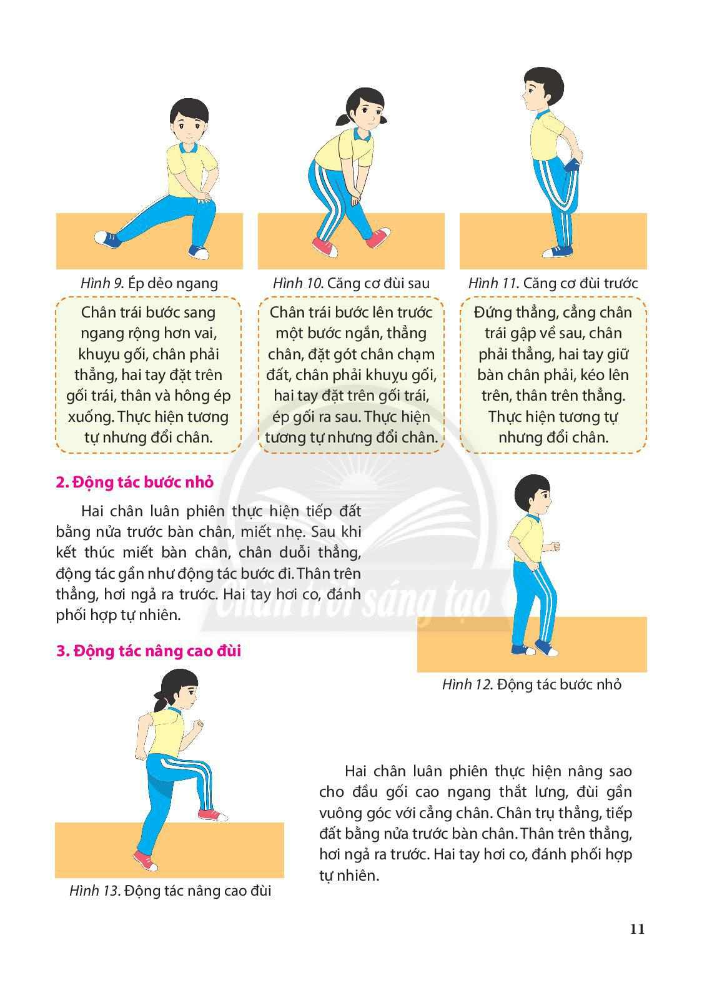 Hình 9. Ép dẻo ngang
Chân trái bước sang
ngang rộng hơn vai,
khuỵu gối, chân phải
thẳng, hai tay đặt trên
gối trái, thân và hông ép
xuống. Thực hiện tương
tự nhưng đổi chân.
Hình 10. Căng cơ đùi sau
Chân trái bước lên trước
một bước ngắn, thẳng
chân, đặt gót chân chạm
đất, chân phải khuỵu gối,
hai tay đặt trên gối trái,
ép gối ra sau. Thực hiện
tương tự nhưng đổi chân.
Hình 11. Căng cơ đùi trước
Đứng thẳng, cẳng chân
trái gập về sau, chân
phải thẳng, hai tay giữ
bàn chân phải, kéo lên
trên, thân trên thẳng.
Thực hiện tương tự
nhưng đổi chân.
2. Động tác bước nhỏ
Hai chân luân phiên thực hiện tiếp đất
bằng nửa trước bàn chân, miết nhẹ. Sau khi
kết thúc miết bàn chân, chân duỗi thẳng,
động tác gần như động tác bước đi. Thân trên
thẳng, hơi ngả ra trước. Hai tay hơi co, đánh
phối hợp tự nhiên.
Chân trời sáng tạo
Hình 12. Động tác bước nhỏ
3. Động tác nâng cao đùi
Hình 13. Động tác nâng cao đùi
Hai chân luân phiên thực hiện nâng sao
cho đầu gối cao ngang thắt lưng, đùi gần
vuông góc với cẳng chân. Chân trụ thẳng, tiếp
đất bằng nửa trước bàn chân. Thân trên thẳng,
hơi ngả ra trước. Hai tay hơi co, đánh phối hợp
tự nhiên.
11